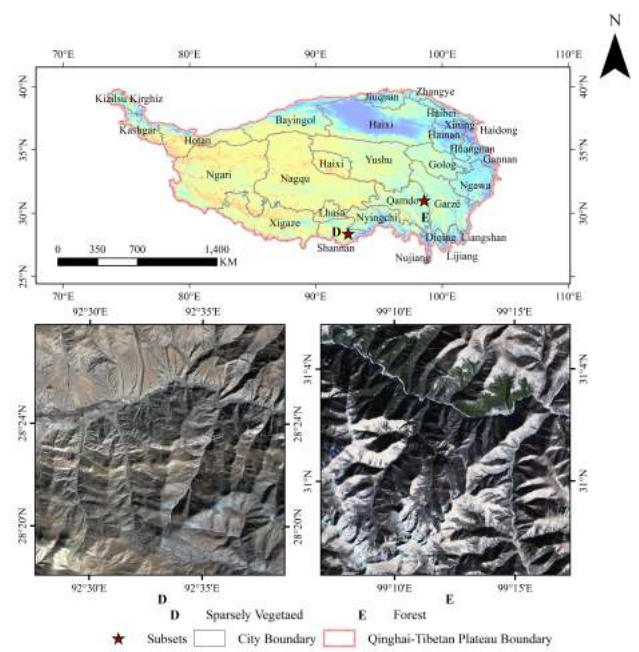 N
70°E 80°E 90°E 100°E 110°E
40°N
35°N
30°N
25°N
40°N
35°N
30°N
25°N
Kizilsu Kirghiz
Kashgar
Hotan
Bayingol
Jiuquan
Zhangye
Haibei
Haixi
Xining
Haidong
Hainan
Huangnan
Gannan
Ngari
Nagqu
Haixi
Yushu
Golog
Ngawa
Qamdo
Garzê
E
Xigaze
Lhasa
Nyingchi
D
Shannan
Diqing
Liangshan
Nujiang
Lijiang
0 350 700 1,400
KM
70°E 80°E 90°E 100°E 110°E
92°30'E 92°35'E 99°10'E 99°15'E
28°24'N
28°20'N
28°24'N
28°20'N
31°4'N
31°N
31°4'N
31°N
92°30'E 92°35'E 99°10'E 99°15'E
D E
D Sparsely Vegetaed E Forest
Subsets City Boundary Qinghai-Tibetan Plateau Boundary